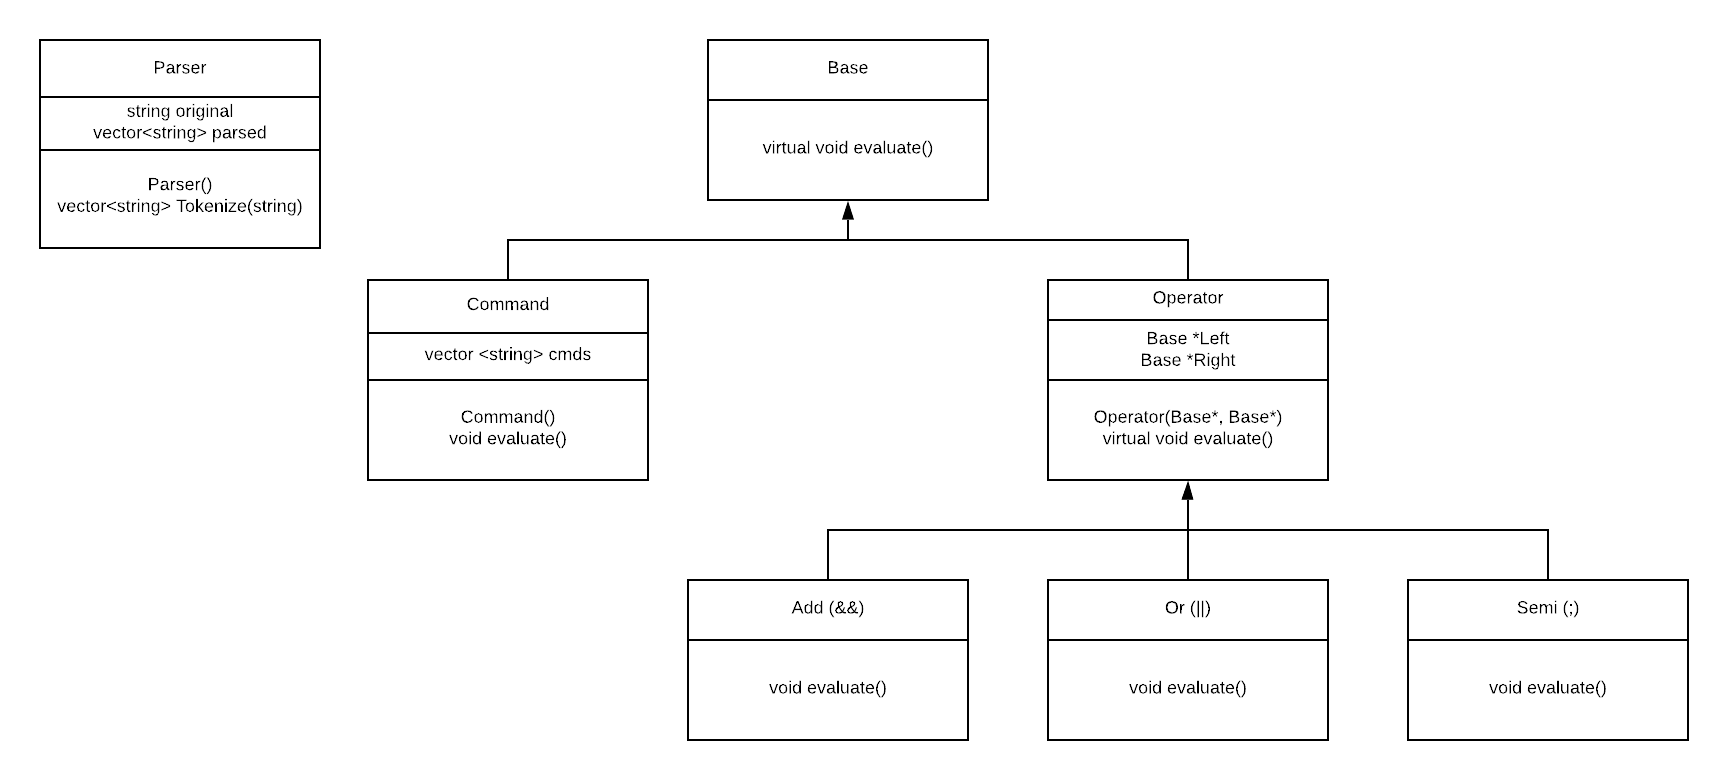 Parser
string original
vector<string> parsed
Parser()
vector<string> Tokenize(string)
Base
virtual void evaluate()
Command
vector <string> cmds
Command()
void evaluate()
Operator
Base *Left
Base *Right
Operator(Base*, Base*)
virtual void evaluate()
Add (&&)
void evaluate()
Or (||)
void evaluate()
Semi (;)
void evaluate()